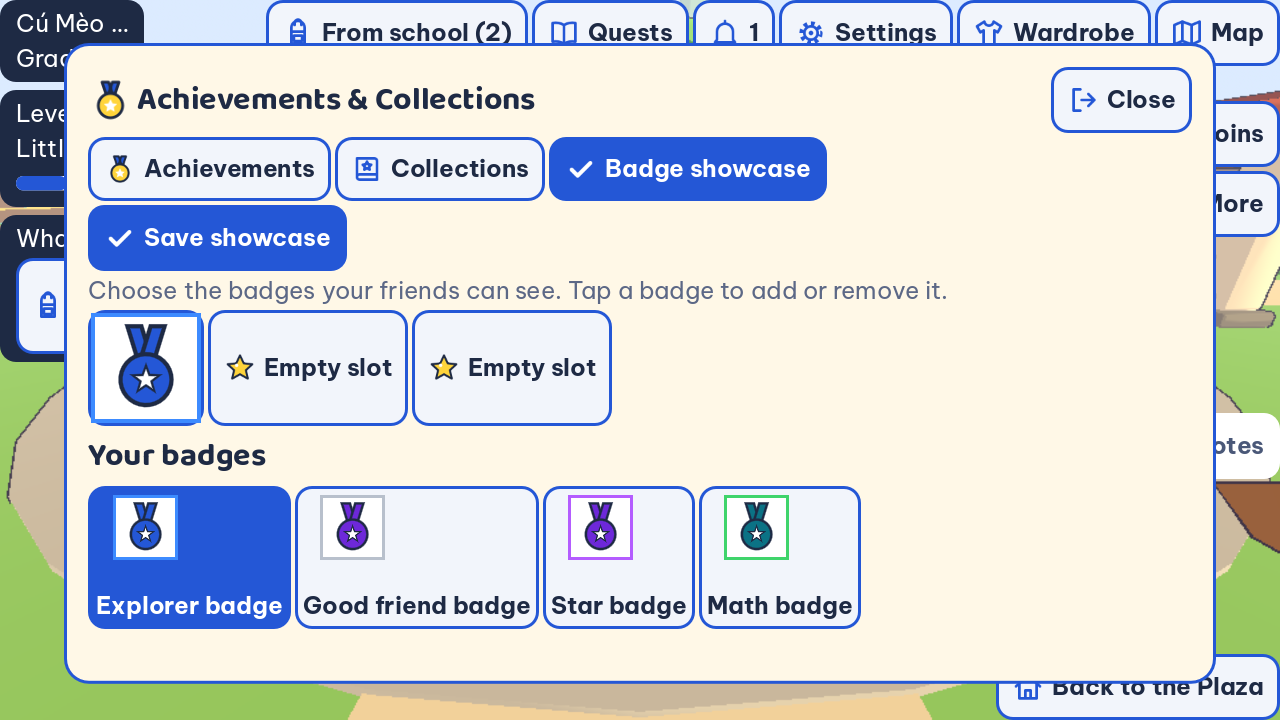 Cú Mèo ...
From school (2)
Quests
1
Settings
Wardrobe
Map
Achievements & Collections
Close
Achievements
Collections
Badge showcase
Save showcase
Choose the badges your friends can see. Tap a badge to add or remove it.
Empty slot
Empty slot
Your badges
Explorer badge
Good friend badge
Star badge
Math badge
Back to the Plaza